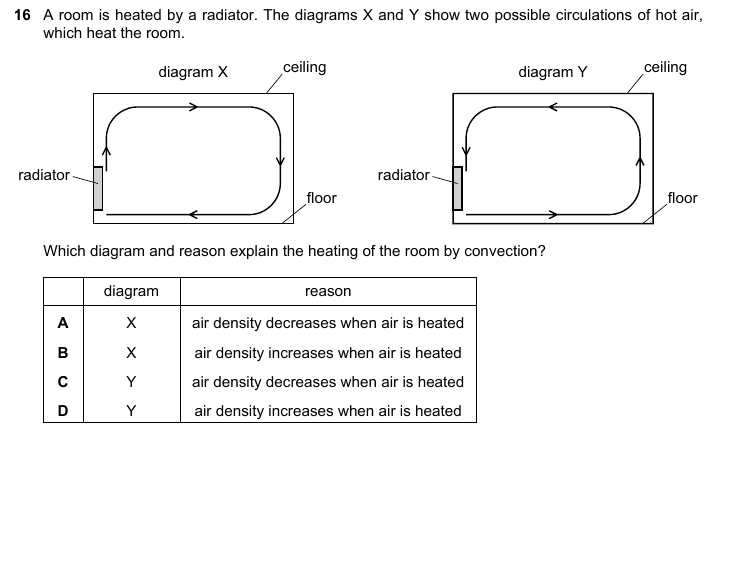 16 A room is heated by a radiator. The diagrams X and Y show two possible circulations of hot air,
which heat the room.
diagram X
ceiling
radiator
floor
diagram Y
ceiling
radiator
floor
Which diagram and reason explain the heating of the room by convection?
diagram reason
A X air density decreases when air is heated
B X air density increases when air is heated
C Y air density decreases when air is heated
D Y air density increases when air is heated